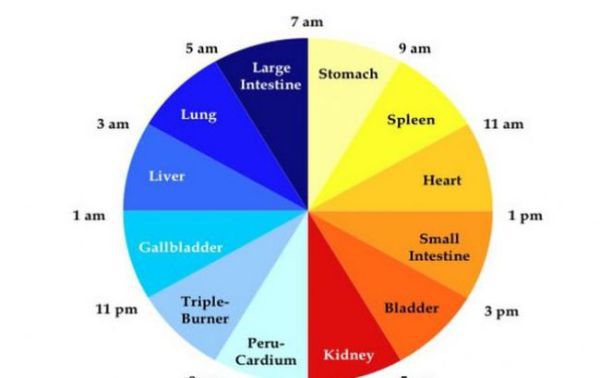 7 am
5 am
9 am
Large
Intestine
Stomach
Lung
Spleen
3 am
11 am
Liver
Heart
1 am
1 pm
Gallbladder
Small
Intestine
Triple-
Burner
Bladder
11 pm
3 pm
Peru-
Cardium
Kidney